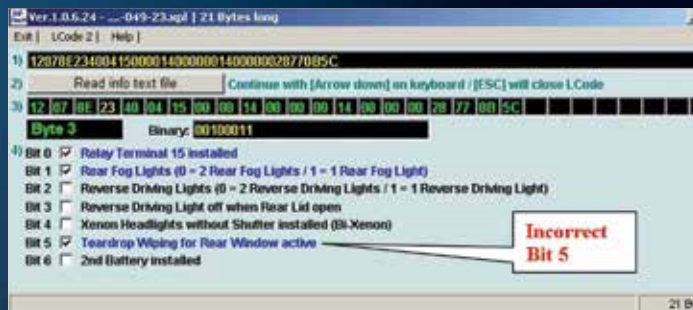 Ver.1.0.6.24 - ...-049-23.xpl | 21 Bytes long
Exit | LCode 2 | Help |
1) 12078E23400415000014000000140000002877 0B5C
2) Read info text file Continue with [Arrow down] on keyboard / [ESC] will close LCode
3) 12 07 8E 23 40 04 15 00 00 14 00 00 00 14 00 00 00 28 77 0B 5C
Byte 3 Binary: 00100011
4) Bit 0 Relay Terminal 15 installed
Bit 1 Rear Fog Lights (0 = 2 Rear Fog Lights / 1 = 1 Rear Fog Light)
Bit 2 Reverse Driving Lights (0 = 2 Reverse Driving Lights / 1 = 1 Reverse Driving Light)
Bit 3 Reverse Driving Light off when Rear Lid open
Bit 4 Xenon Headlights without Shutter installed (Bi-Xenon)
Bit 5 Teardrop Wiping for Rear Window active
Bit 6 2nd Battery installed
Incorrect
Bit 5